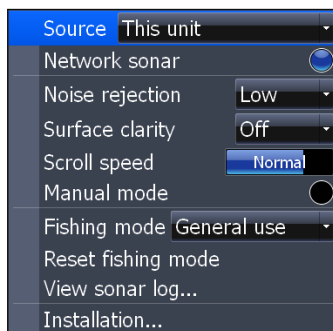 Source This unit
Network sonar
Noise rejection Low
Surface clarity Off
Scroll speed Normal
Manual mode
Fishing mode General use
Reset fishing mode
View sonar log...
Installation...